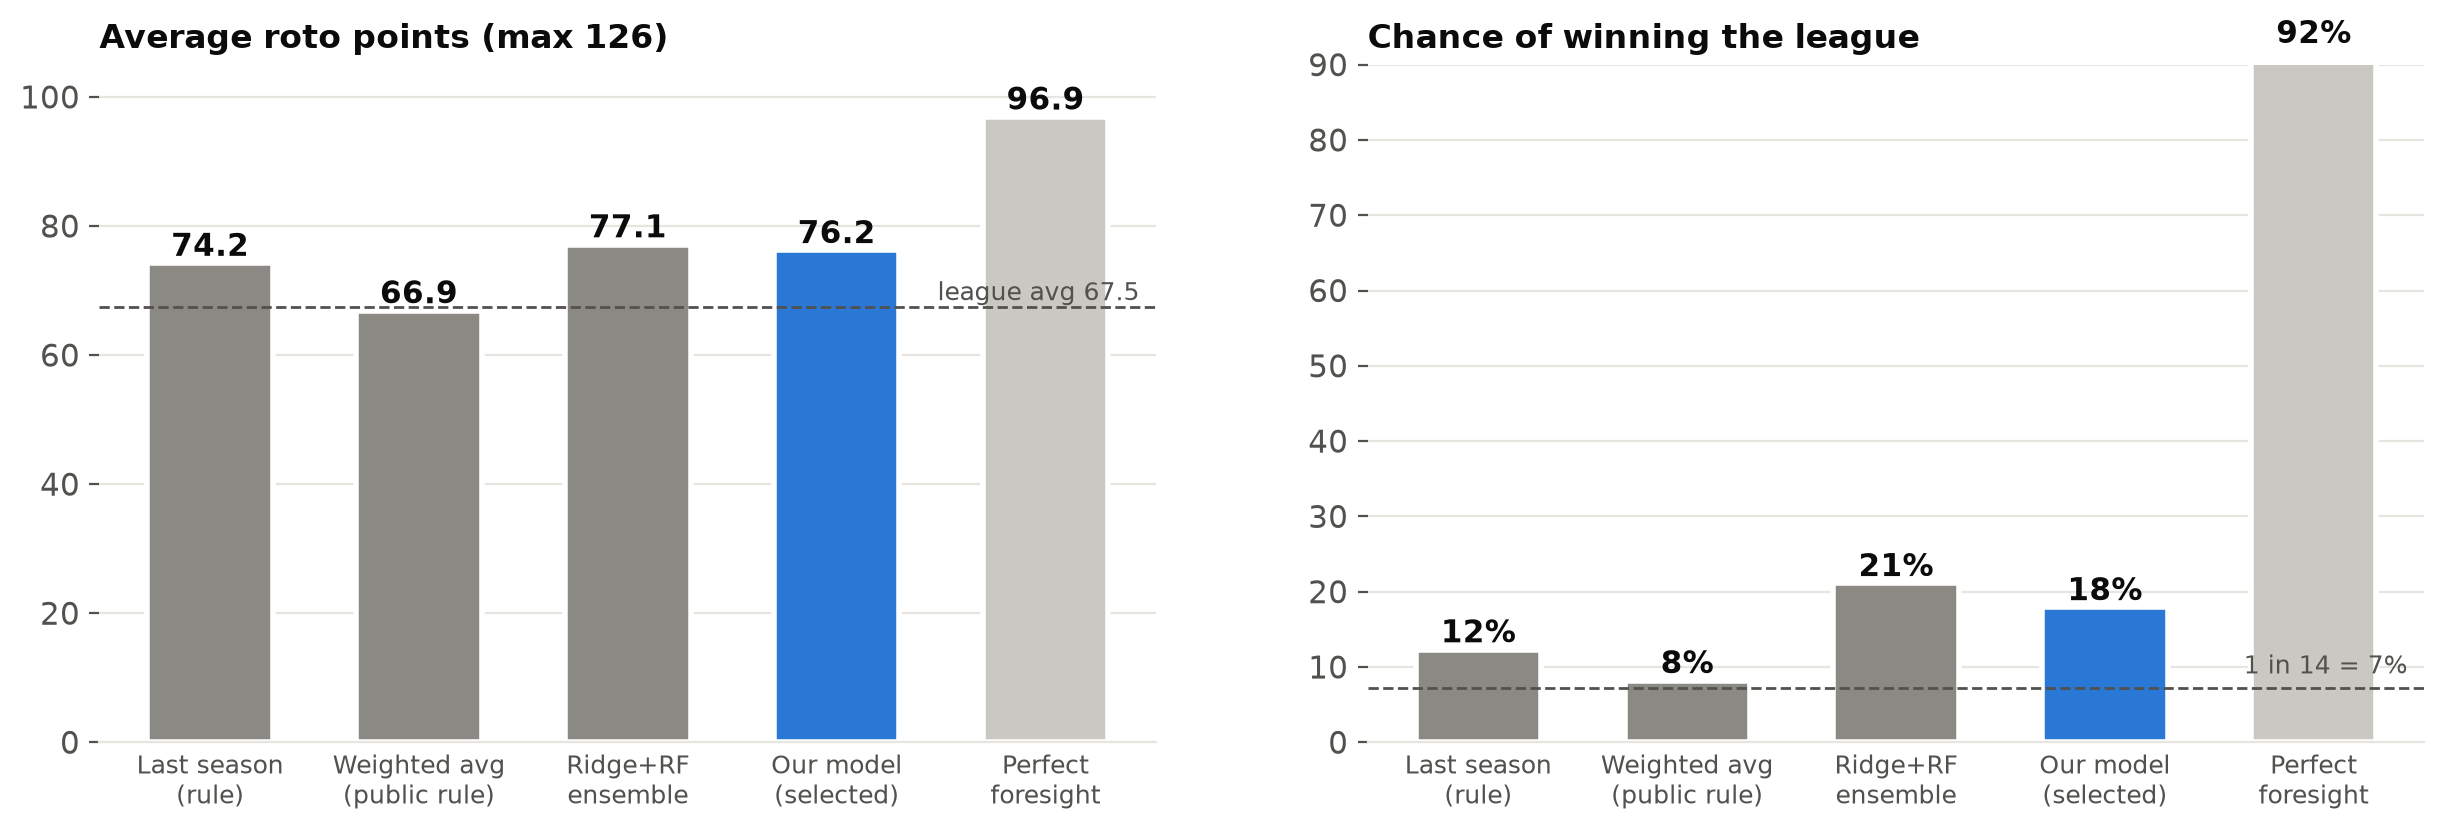 Average roto points (max 126)
100
80
60
40
20
0
74.2
66.9
77.1
76.2
96.9
league avg 67.5
Last season
(rule)
Weighted avg
(public rule)
Ridge+RF
ensemble
Our model
(selected)
Perfect
foresight
Chance of winning the league
90
80
70
60
50
40
30
20
10
0
12%
8%
21%
18%
92%
1 in 14 = 7%
Last season
(rule)
Weighted avg
(public rule)
Ridge+RF
ensemble
Our model
(selected)
Perfect
foresight